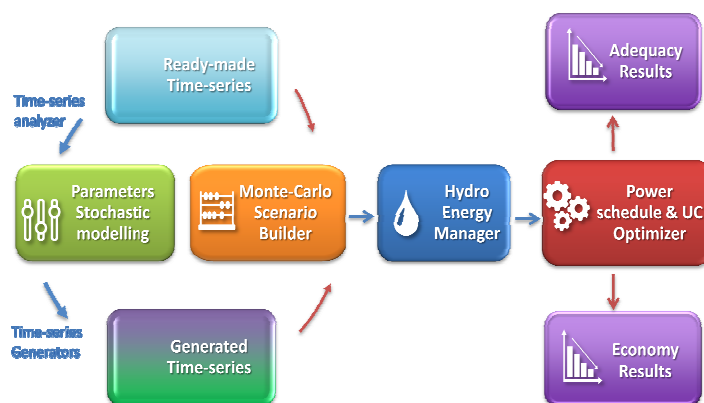 Ready-made
Time-series
Adequacy
Results
Time-series
analyzer
Parameters
Stochastic
modelling
Monte-Carlo
Scenario
Builder
Hydro
Energy
Manager
Power
schedule & UC
Optimizer
Time-series
Generators
Generated
Time-series
Economy
Results